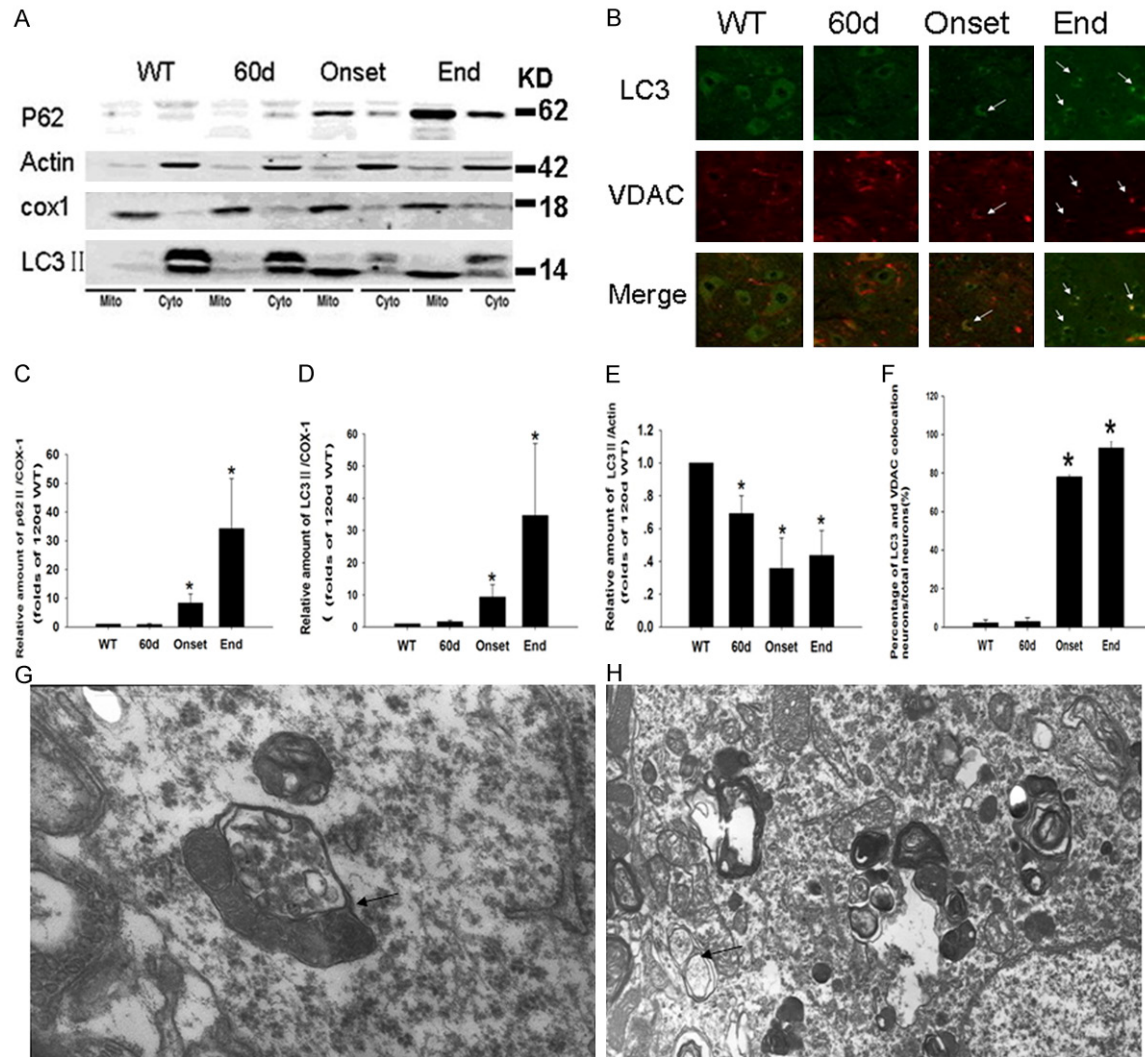 A
WT 60d Onset End KD
P62 62
Actin 42
cox1 18
LC3 II 14
Mito Cyto Mito Cyto Mito Cyto Mito Cyto
B
WT 60d Onset End
LC3
VDAC
Merge
C
Relative amount of p62 II /COX-1
(folds of 120d WT)
60
50
40
30
20
10
0
WT 60d Onset End
*
*
D
Relative amount of LC3 II /COX-1
( folds of 120d WT)
60
50
40
30
20
10
0
WT 60d Onset End
*
*
E
Relative amount of LC3 II /Actin
(folds of 120d WT)
1.2
1.0
.8
.6
.4
.2
0.0
WT 60d Onset End
*
*
*
F
Percentage of LC3 and VDAC colocation
neurons/total neurons(%)
120
100
80
60
40
20
0
WT 60d Onset End
*
*
G
H